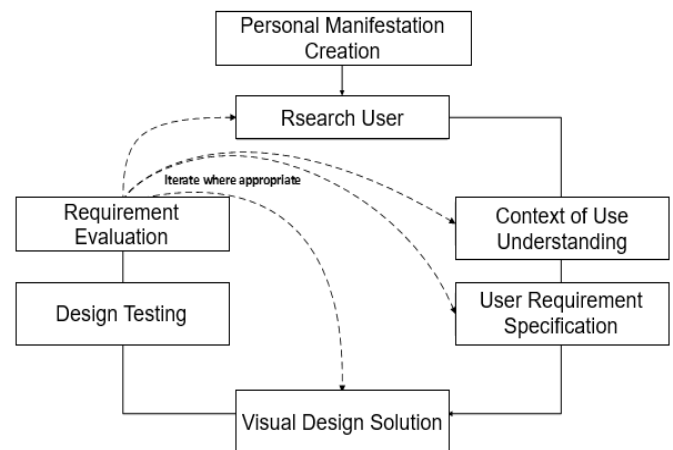 Personal Manifestation
Creation
Rsearch User
Iterate where appropriate
Requirement
Evaluation
Context of Use
Understanding
Design Testing
User Requirement
Specification
Visual Design Solution